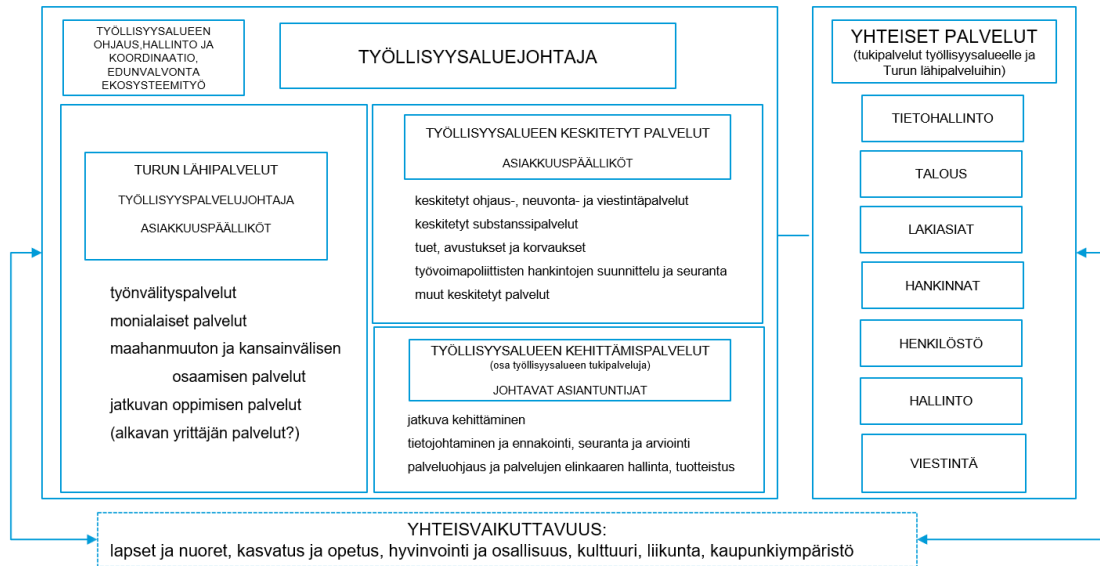 TYÖLLISYYSALUEEN
OHJAUS,HALLINTO JA
KOORDINAATIO,
EDUNVALVONTA
EKOSYSTEEMITYÖ
TYÖLLISYYSALUEJOHTAJA
TURUN LÄHIPALVELUT
TYÖLLISYYSPALVELUJOHTAJA
ASIAKKUUSPÄÄLLIKÖT
työnvälityspalvelut
monialaiset palvelut
maahanmuuton ja kansainvälisen
osaamisen palvelut
jatkuvan oppimisen palvelut
(alkavan yrittäjän palvelut?)
TYÖLLISYYSALUEEN KESKITETYT PALVELUT
ASIAKKUUSPÄÄLLIKÖT
keskitetyt ohjaus-, neuvonta- ja viestintäpalvelut
keskitetyt substanssipalvelut
tuet, avustukset ja korvaukset
työvoimapoliittisten hankintojen suunnittelu ja seuranta
muut keskitetyt palvelut
TYÖLLISYYSALUEEN KEHITTÄMISPALVELUT
(osa työllisyysalueen tukipalveluja)
JOHTAVAT ASIANTUNTIJAT
jatkuva kehittäminen
tietojohtaminen ja ennakointi, seuranta ja arviointi
palveluohjaus ja palvelujen elinkaaren hallinta, tuotteistus
YHTEISET PALVELUT
(tukipalvelut työllisyysalueelle ja
Turun lähipalveluihin)
TIETOHALLINTO
TALOUS
LAKIASIAT
HANKINNAT
HENKILÖSTÖ
HALLINTO
VIESTINTÄ
YHTEISVAIKUTTAVUUS:
lapset ja nuoret, kasvatus ja opetus, hyvinvointi ja osallisuus, kulttuuri, liikunta, kaupunkiympäristö